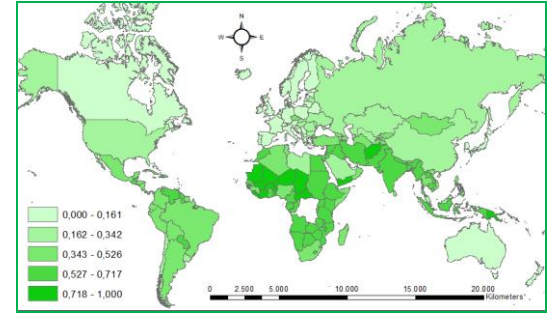 N
W E
S
0,000 - 0,161
0,162 - 0,342
0,343 - 0,526
0,527 - 0,717
0,718 - 1,000
0 2.500 5.000 10.000 15.000 20.000
Kilometers